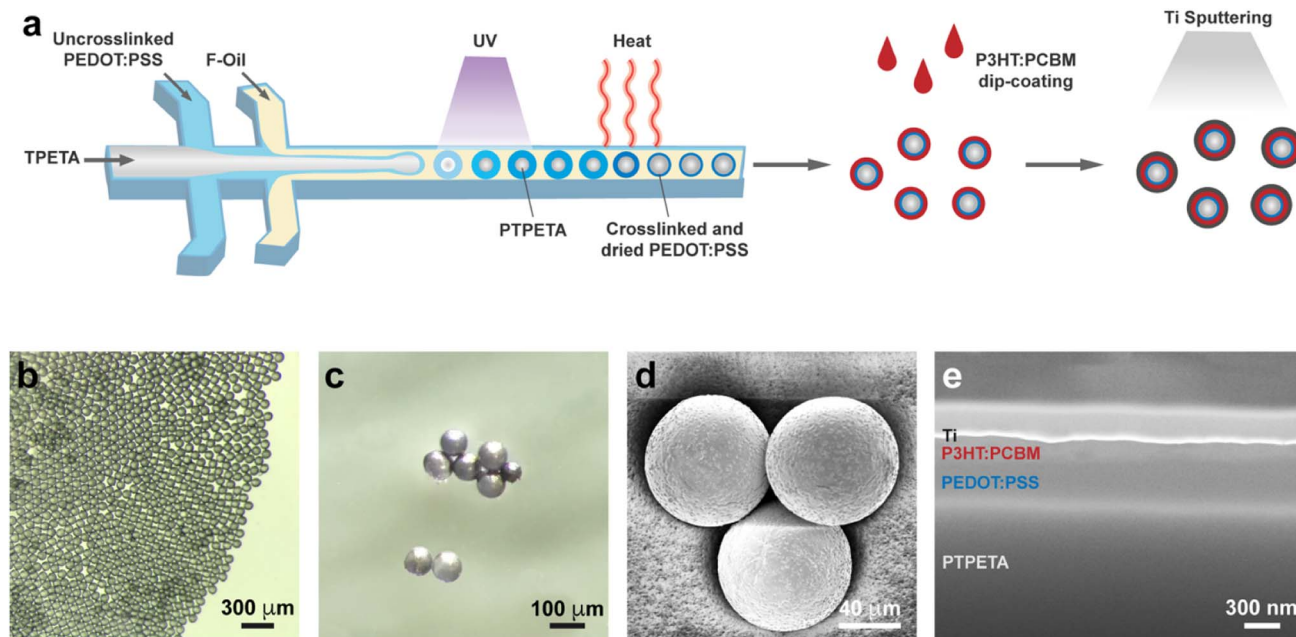 a
Uncrosslinked
PEDOT:PSS
F-Oil
UV
Heat
P3HT:PCBM
dip-coating
Ti Sputtering
TPETA
PTPETA
Crosslinked and
dried PEDOT:PSS
b
300 μm
c
100 μm
d
40 μm
e
Ti
P3HT:PCBM
PEDOT:PSS
PTPETA
300 nm